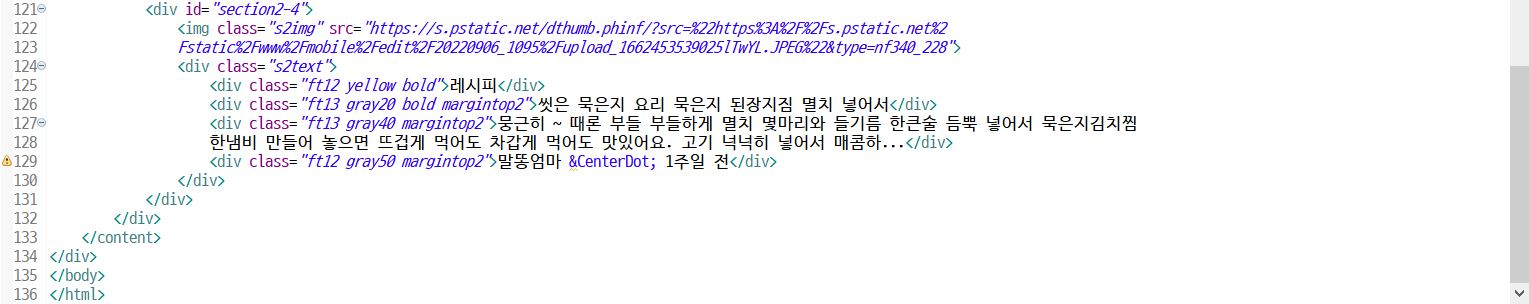 121 <div id="section2-4">
122 <img class="s2img" src="https://s.pstatic.net/dthumb.phinf/?src=%22https%3A%2F%2Fs.pstatic.net%2
123 Fstatic%2Fwww%2Fmobile%2Fedit%2F20220906_1095%2Fupload_1662453539025lTwYL.JPEG%22&type=nf340_228">
124 <div class="s2text">
125 <div class="ft12 yellow bold">레시피</div>
126 <div class="ft13 gray20 bold margintop2">씻은 묵은지 요리 묵은지 된장지짐 멸치 넣어서</div>
127 <div class="ft13 gray40 margintop2">뭉근히 ~ 때론 부들 부들하게 멸치 몇마리와 들기름 한큰술 듬뿍 넣어서 묵은지김치찜
128 한냄비 만들어 놓으면 뜨겁게 먹어도 차갑게 먹어도 맛있어요. 고기 넉넉히 넣어서 매콤하...</div>
129 <div class="ft12 gray50 margintop2">말똥엄마 &CenterDot; 1주일 전</div>
130 </div>
131 </div>
132 </div>
133 </content>
134 </div>
135 </body>
136 </html>